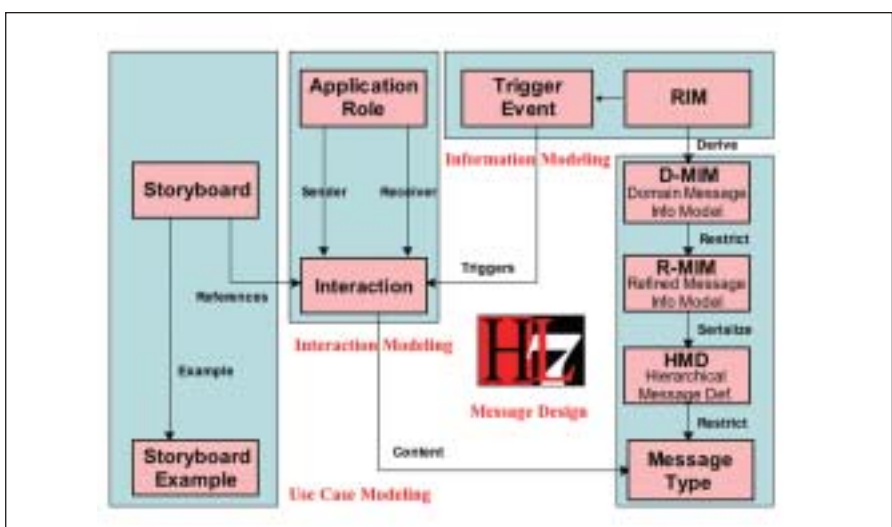 Application
Role
Trigger
Event
RIM
Information Modeling
Derive
Storyboard
Sender
Receiver
D-MIM
Domain Message
Info Model
Restrict
Interaction
Triggers
References
R-MIM
Refined Message
Info Model
Serialize
Interaction Modeling
HL7
Example
HMD
Hierarchical
Message Def.
Message Design
Restrict
Storyboard
Example
Content
Message
Type
Use Case Modeling